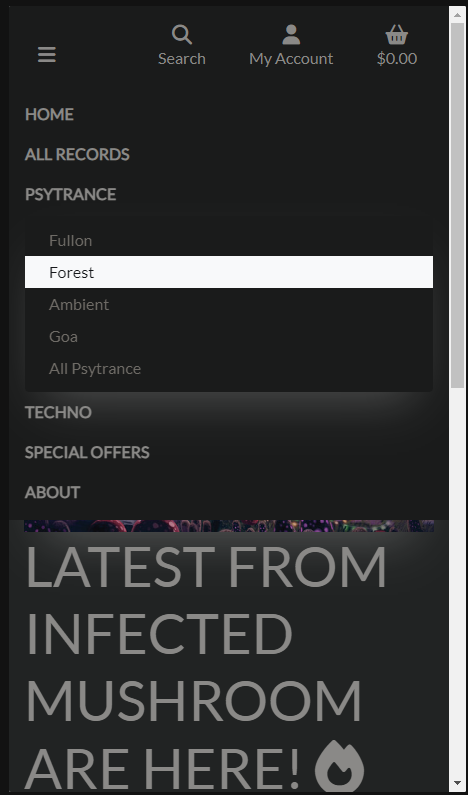 Search
My Account
$0.00
HOME
ALL RECORDS
PSYTRANCE
Fullon
Forest
Ambient
Goa
All Psytrance
TECHNO
SPECIAL OFFERS
ABOUT
LATEST FROM
INFECTED
MUSHROOM
ARE HERE!